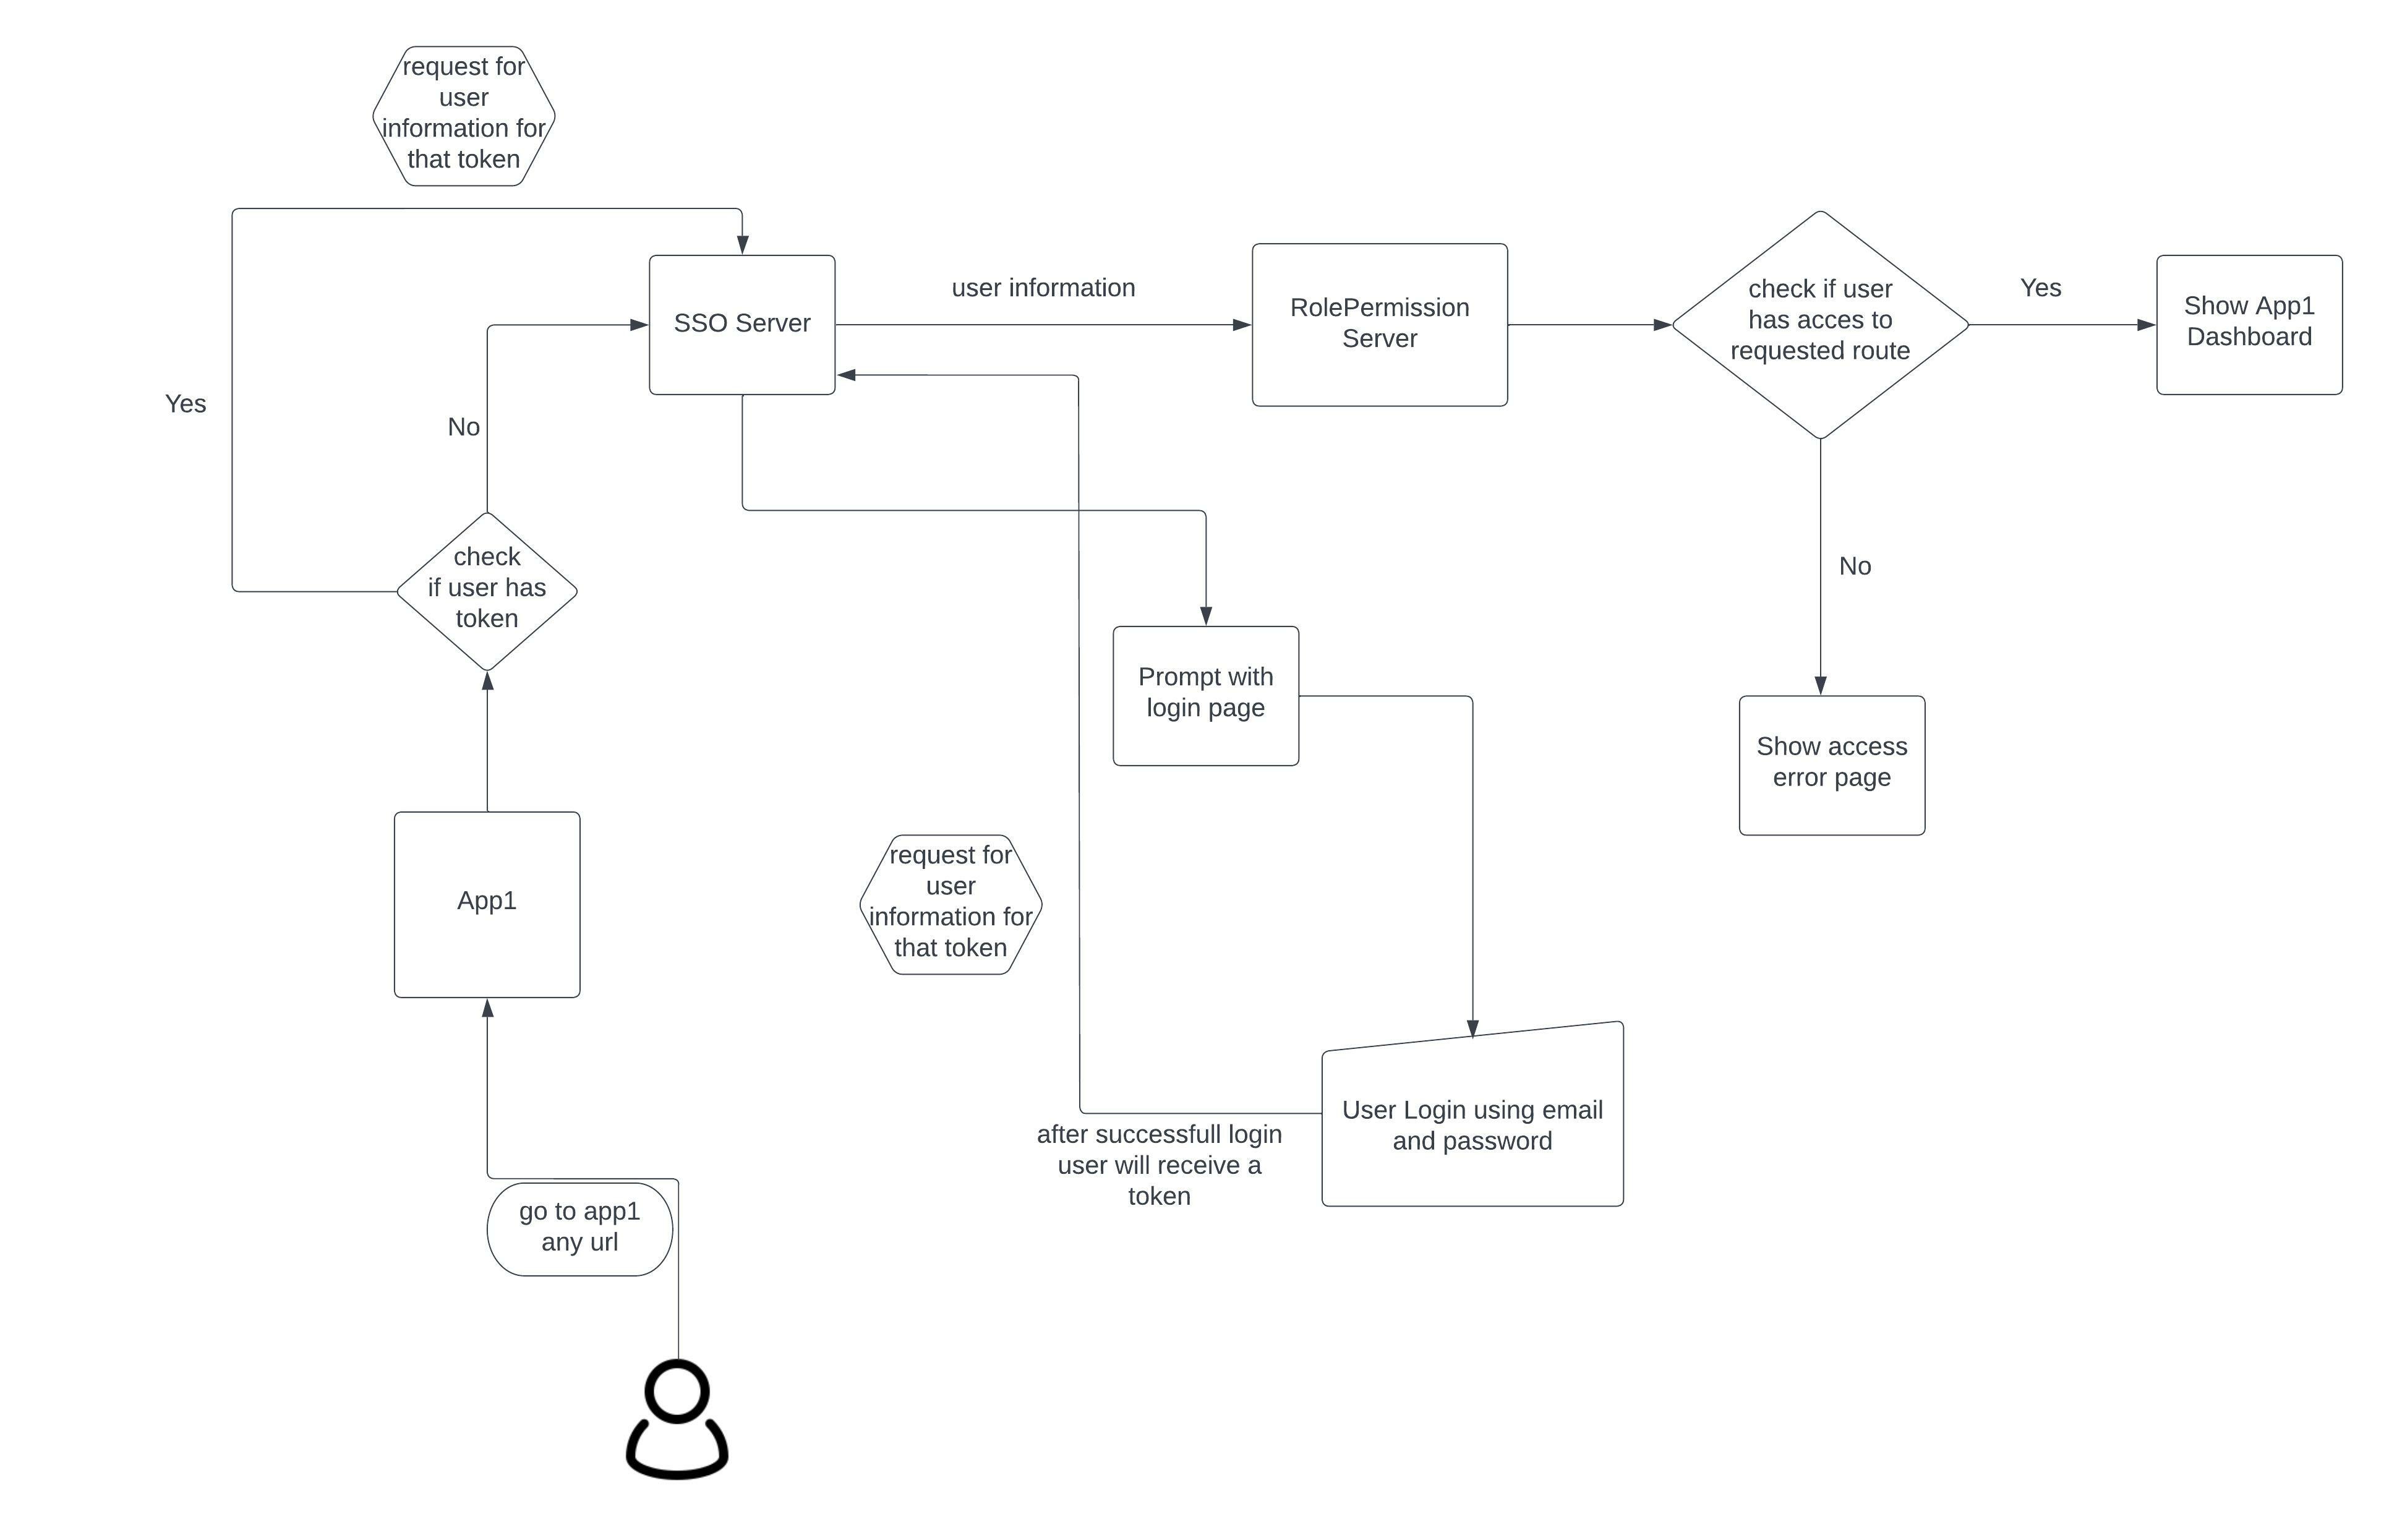 request for
user
information for
that token
SSO Server
user information
RolePermission
Server
check if user
has acces to
requested route
Yes
Show App1
Dashboard
Yes
No
check
if user has
token
No
Prompt with
login page
Show access
error page
App1
request for
user
information for
that token
User Login using email
and password
after successfull login
user will receive a
token
go to app1
any url